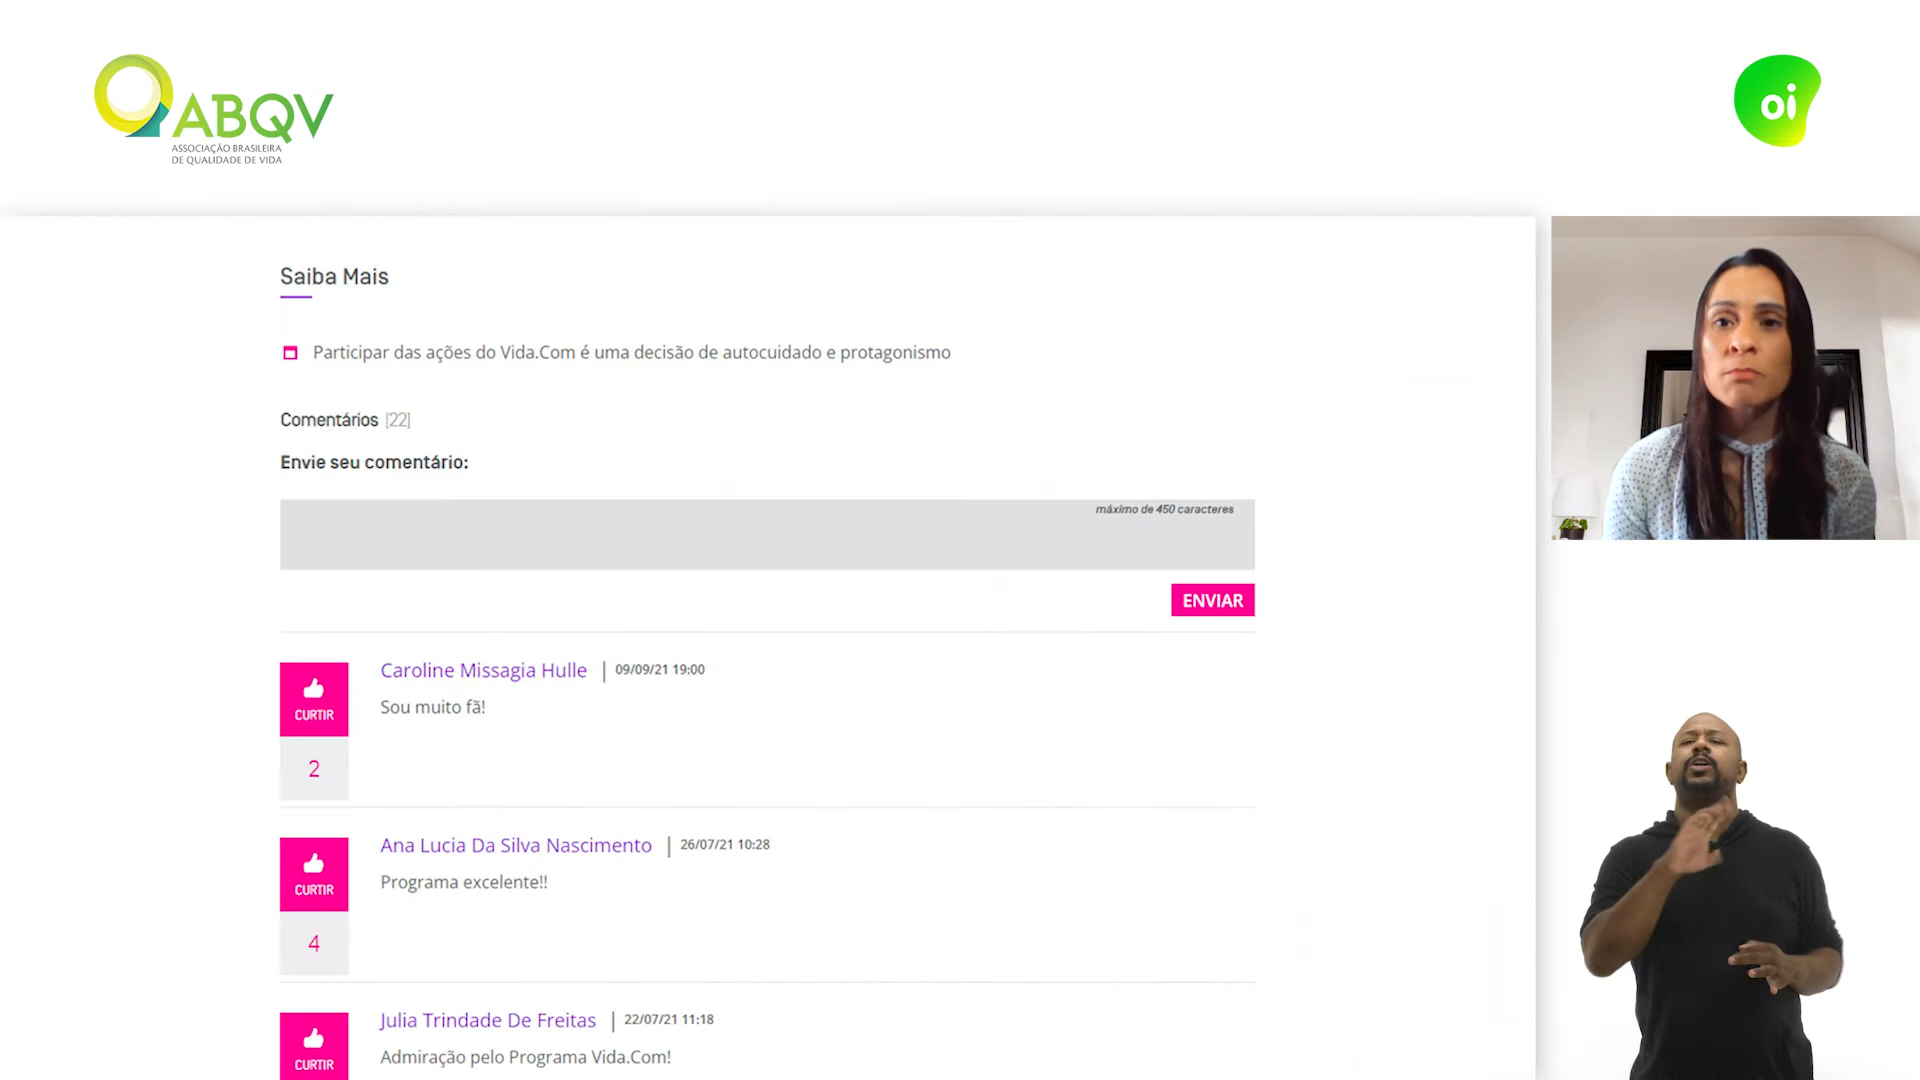 ABQV
ASSOCIAÇÃO BRASILEIRA
DE QUALIDADE DE VIDA
oi
Saiba Mais
Participar das ações do Vida.Com é uma decisão de autocuidado e protagonismo
Comentários [22]
Envie seu comentário:
máximo de 450 caracteres
ENVIAR
Caroline Missagia Hulle | 09/09/21 19:00
CURTIR
Sou muito fã!
2
Ana Lucia Da Silva Nascimento | 26/07/21 10:28
CURTIR
Programa excelente!!
4
Julia Trindade De Freitas | 22/07/21 11:18
CURTIR
Admiração pelo Programa Vida.Com!